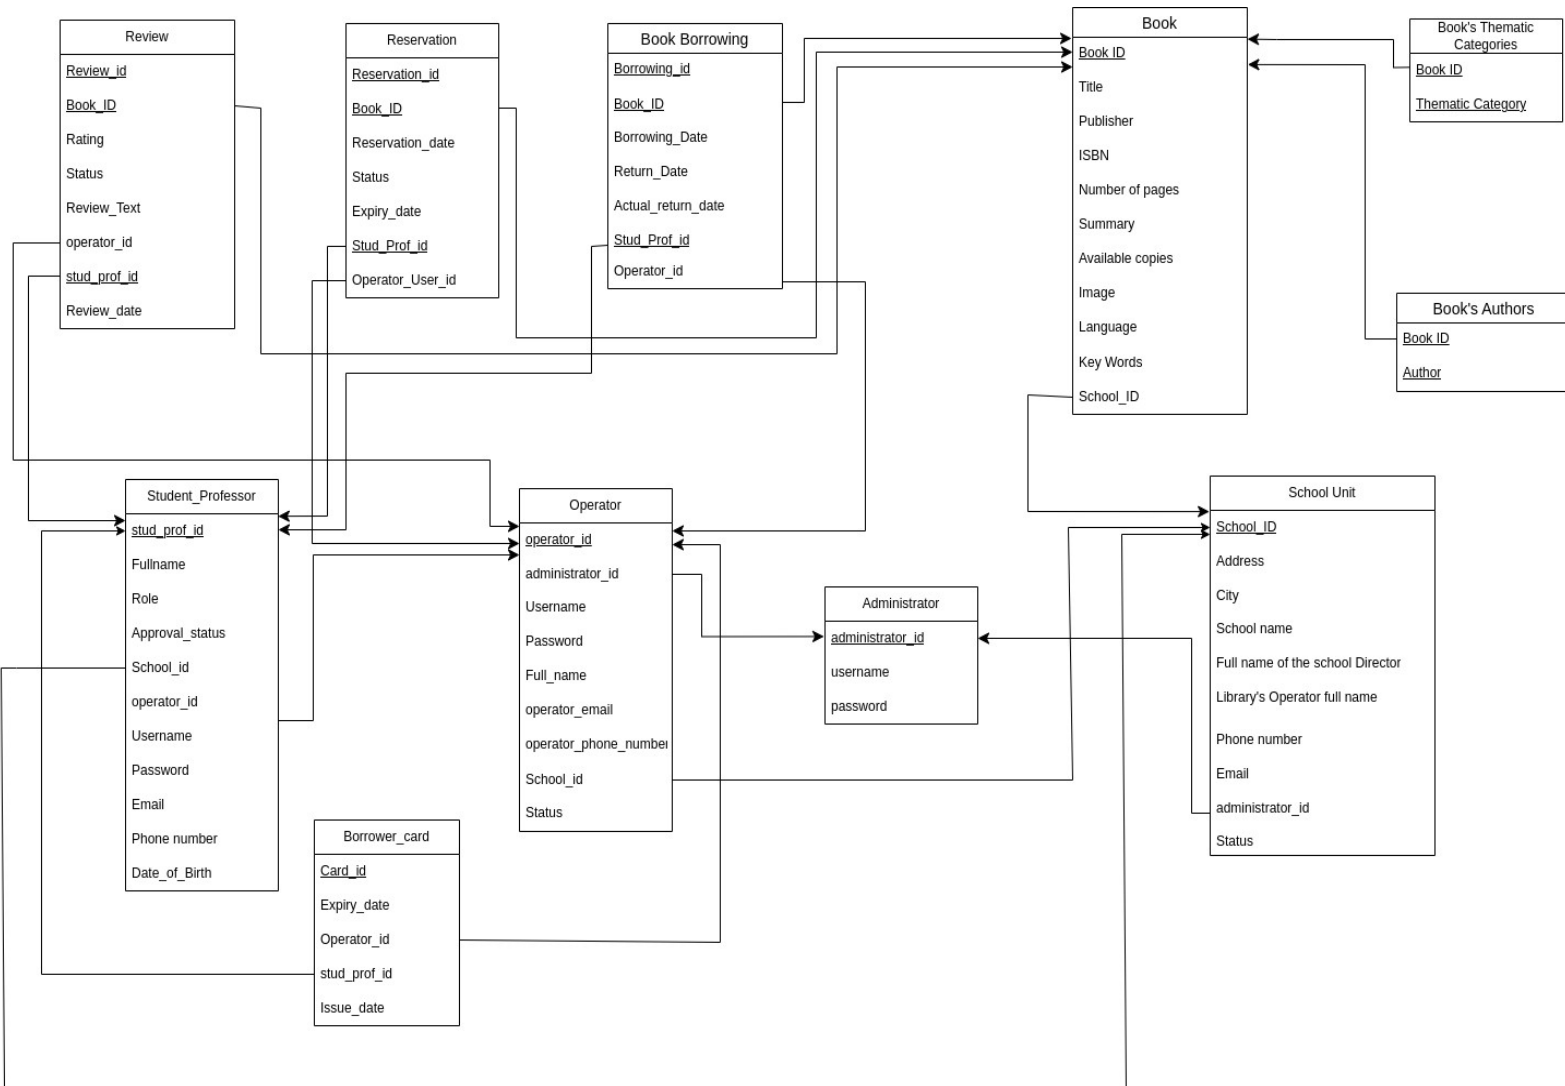 Review
Review_id
Book_ID
Rating
Status
Review_Text
operator_id
stud_prof_id
Review_date
Reservation
Reservation_id
Book_ID
Reservation_date
Status
Expiry_date
Stud_Prof_id
Operator_User_id
Book Borrowing
Borrowing_id
Book_ID
Borrowing_Date
Return_Date
Actual_return_date
Stud_Prof_id
Operator_id
Book
Book ID
Title
Publisher
ISBN
Number of pages
Summary
Available copies
Image
Language
Key Words
School_ID
Book's Thematic
Categories
Book ID
Thematic Category
Book's Authors
Book ID
Author
Student_Professor
stud_prof_id
Fullname
Role
Approval_status
School_id
operator_id
Username
Password
Email
Phone number
Date_of_Birth
Operator
operator_id
administrator_id
Username
Password
Full_name
operator_email
operator_phone_number
School_id
Status
Administrator
administrator_id
username
password
School Unit
School_ID
Address
City
School name
Full name of the school Director
Library's Operator full name
Phone number
Email
administrator_id
Status
Borrower_card
Card_id
Expiry_date
Operator_id
stud_prof_id
Issue_date